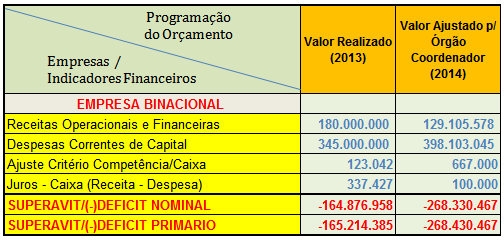 Programação
do Orçamento
Empresas /
Indicadores Financeiros
Valor Realizado
(2013)
Valor Ajustado p/
Órgão
Coordenador
(2014)
EMPRESA BINACIONAL
Receitas Operacionais e Financeiras 180.000.000 129.105.578
Despesas Correntes de Capital 345.000.000 398.103.045
Ajuste Critério Competência/Caixa 123.042 667.000
Juros - Caixa (Receita - Despesa) 337.427 100.000
SUPERAVIT/(-)DEFICIT NOMINAL -164.876.958 -268.330.467
SUPERAVIT/(-)DEFICIT PRIMARIO -165.214.385 -268.430.467